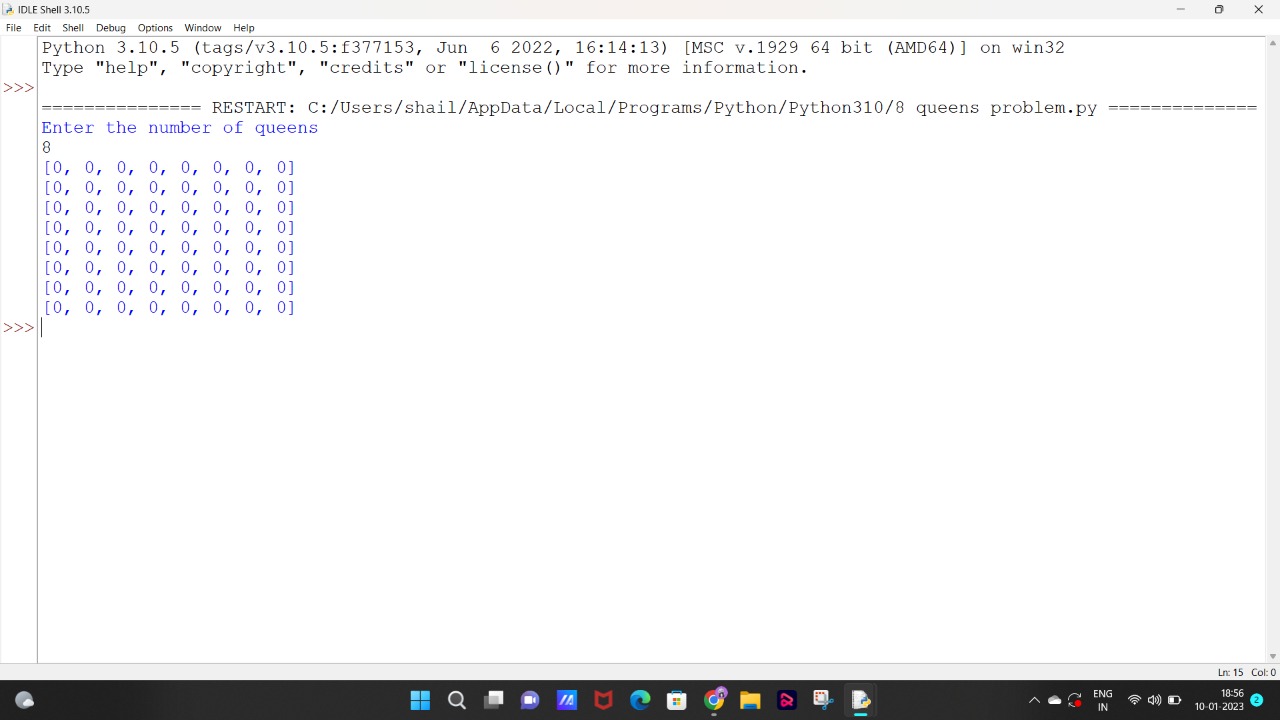 IDLE Shell 3.10.5
File Edit Shell Debug Options Window Help
Python 3.10.5 (tags/v3.10.5:f377153, Jun  6 2022, 16:14:13) [MSC v.1929 64 bit (AMD64)] on win32
Type "help", "copyright", "credits" or "license()" for more information.
>>>
=============== RESTART: C:/Users/shail/AppData/Local/Programs/Python/Python310/8 queens problem.py ==============
Enter the number of queens
8
[0, 0, 0, 0, 0, 0, 0, 0]
[0, 0, 0, 0, 0, 0, 0, 0]
[0, 0, 0, 0, 0, 0, 0, 0]
[0, 0, 0, 0, 0, 0, 0, 0]
[0, 0, 0, 0, 0, 0, 0, 0]
[0, 0, 0, 0, 0, 0, 0, 0]
[0, 0, 0, 0, 0, 0, 0, 0]
[0, 0, 0, 0, 0, 0, 0, 0]
>>>
Ln: 15 Col: 0
ENG 18:56
IN 10-01-2023 2